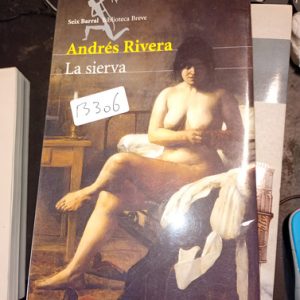 Seix Barral Biblioteca Breve
Andrés Rivera
La sierva
13306